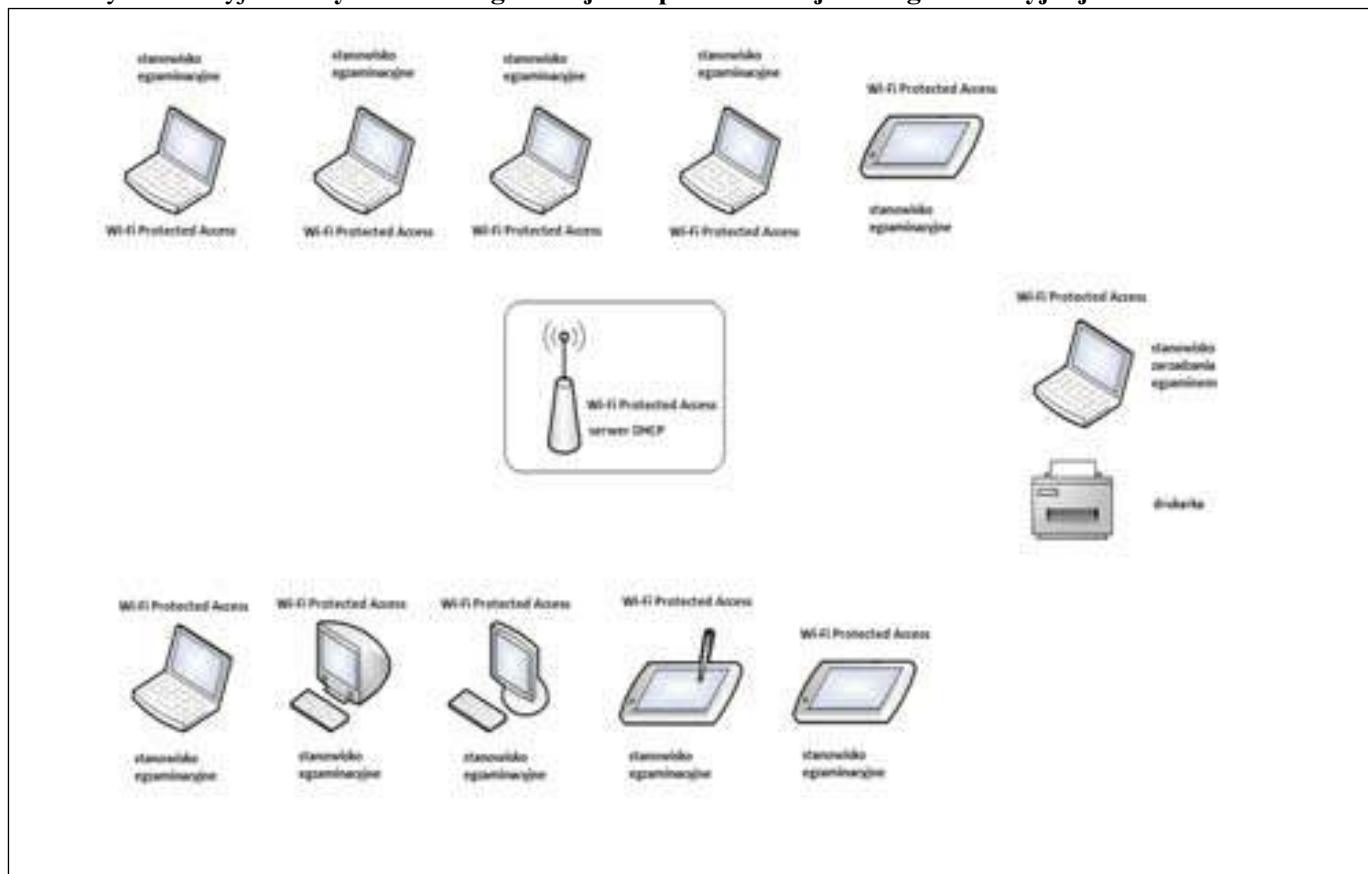 stanowisko
egzaminacyjne
stanowisko
egzaminacyjne
stanowisko
egzaminacyjne
stanowisko
egzaminacyjne
Wi-Fi Protected Access
Wi-Fi Protected Access
Wi-Fi Protected Access
Wi-Fi Protected Access
Wi-Fi Protected Access
stanowisko
egzaminacyjne
Wi-Fi Protected Access
stanowisko
egzaminem
Wi-Fi Protected Access
serwer DHCP
drukarka
Wi-Fi Protected Access
Wi-Fi Protected Access
Wi-Fi Protected Access
Wi-Fi Protected Access
Wi-Fi Protected Access
stanowisko
egzaminacyjne
stanowisko
egzaminacyjne
stanowisko
egzaminacyjne
stanowisko
egzaminacyjne
stanowisko
egzaminacyjne